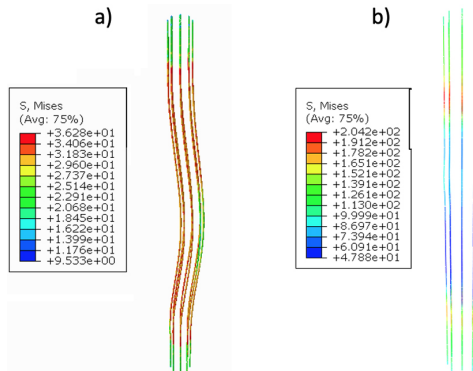 a)
S, Mises
(Avg: 75%)
+3.628e+01
+3.406e+01
+3.183e+01
+2.960e+01
+2.737e+01
+2.514e+01
+2.291e+01
+2.068e+01
+1.845e+01
+1.622e+01
+1.399e+01
+1.176e+01
+9.533e+00
b)
S, Mises
(Avg: 75%)
+2.042e+02
+1.912e+02
+1.782e+02
+1.651e+02
+1.521e+02
+1.391e+02
+1.261e+02
+1.130e+02
+9.999e+01
+8.697e+01
+7.394e+01
+6.091e+01
+4.788e+01